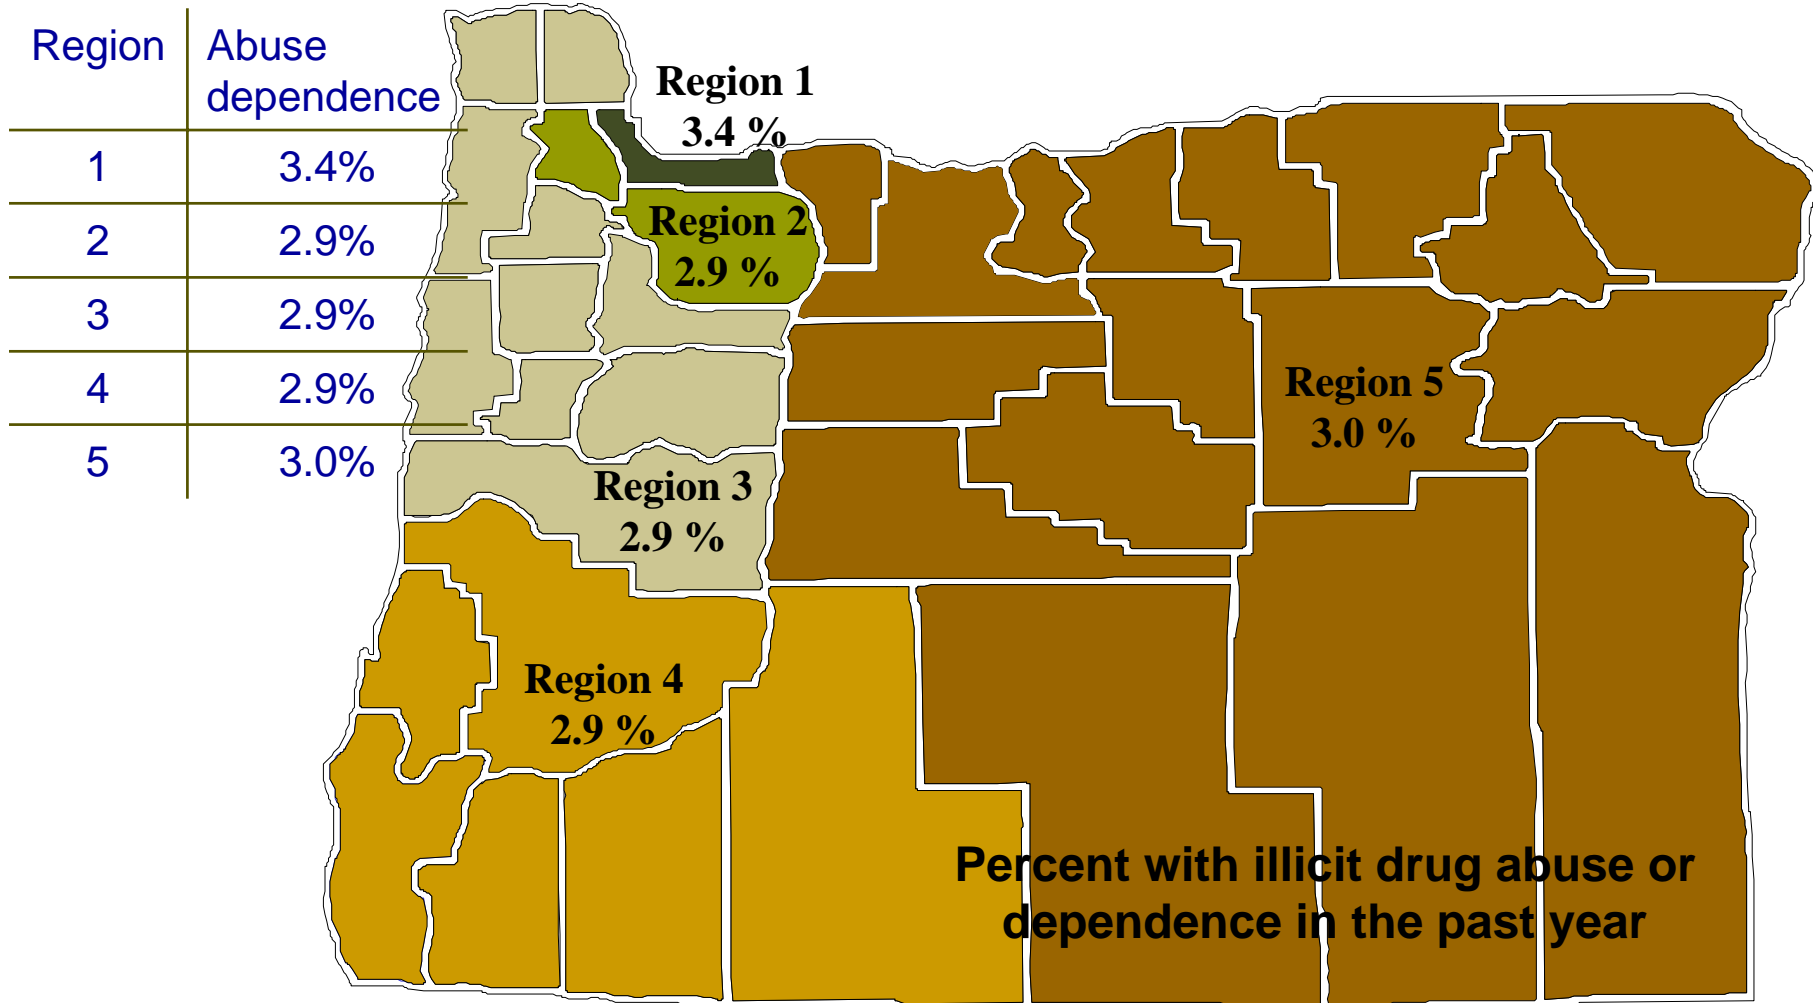 Region Abuse
dependence
1 3.4%
2 2.9%
3 2.9%
4 2.9%
5 3.0%
Region 1
3.4 %
Region 2
2.9 %
Region 5
3.0 %
Region 3
2.9 %
Region 4
2.9 %
Percent with illicit drug abuse or
dependence in the past year